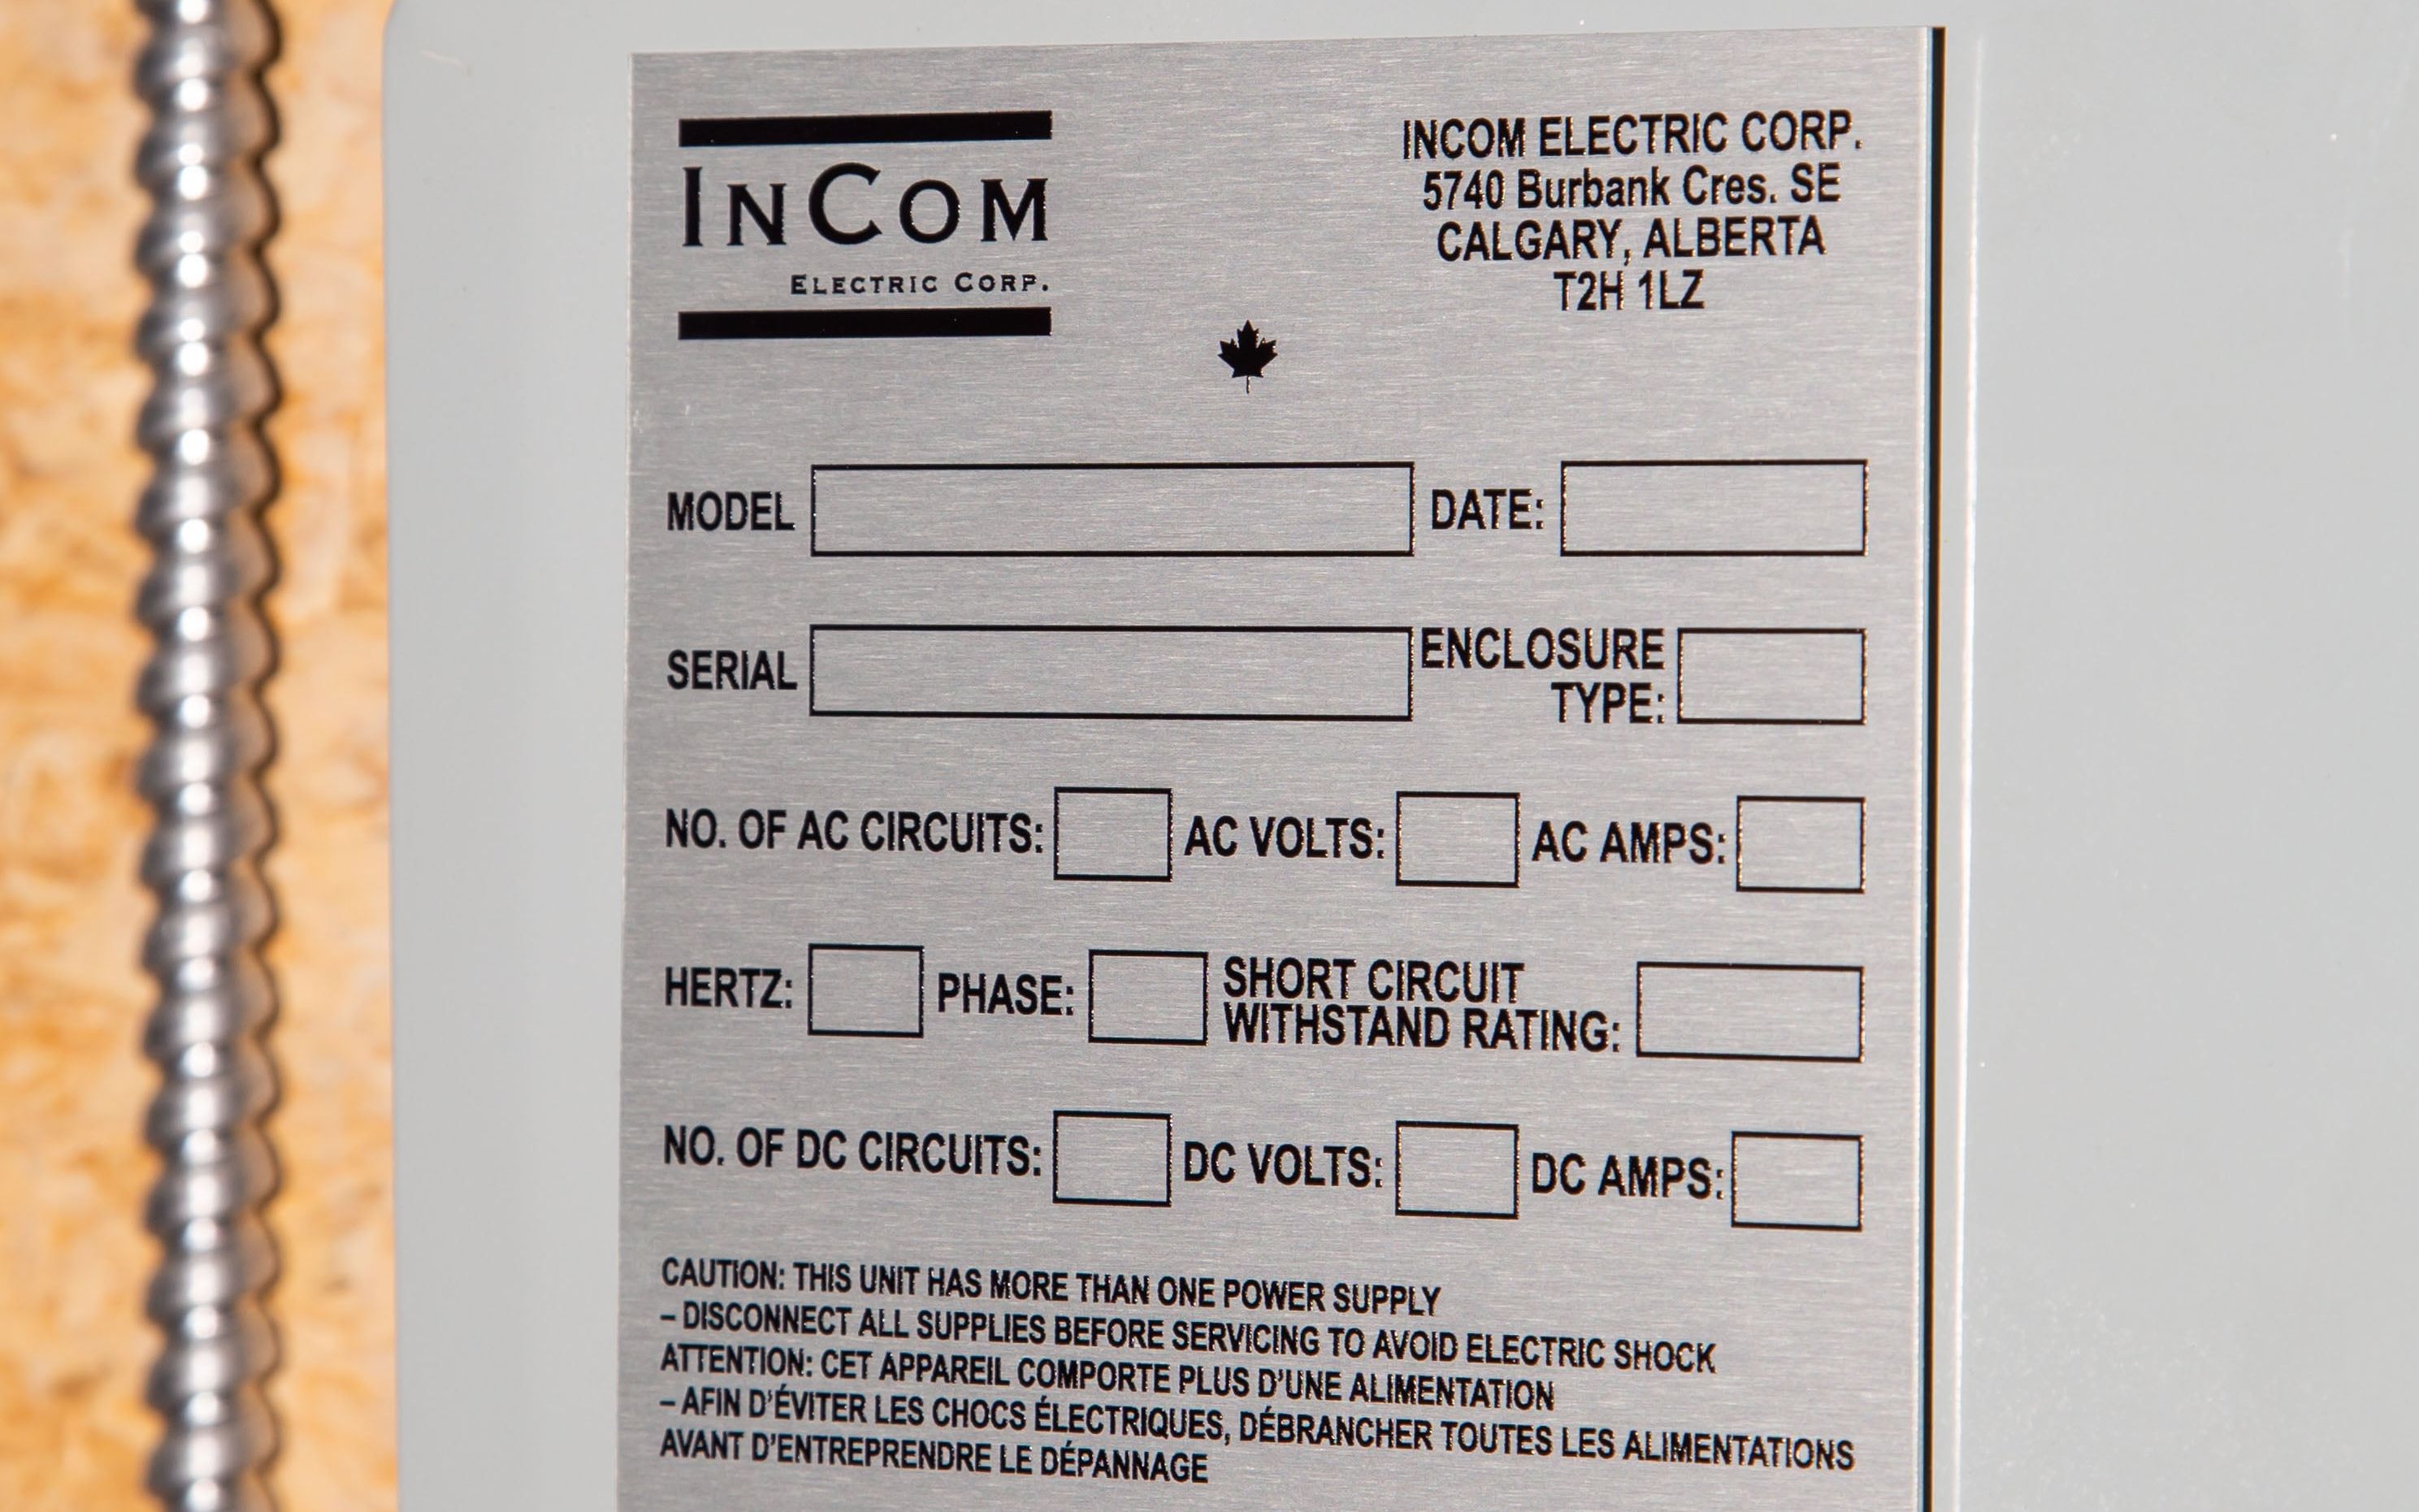 INCOM
ELECTRIC CORP.
INCOM ELECTRIC CORP.
5740 Burbank Cres. SE
CALGARY, ALBERTA
T2H 1LZ
MODEL DATE:
SERIAL ENCLOSURE TYPE:
NO. OF AC CIRCUITS: AC VOLTS: AC AMPS:
HERTZ: PHASE: SHORT CIRCUIT WITHSTAND RATING:
NO. OF DC CIRCUITS: DC VOLTS: DC AMPS:
CAUTION: THIS UNIT HAS MORE THAN ONE POWER SUPPLY
– DISCONNECT ALL SUPPLIES BEFORE SERVICING TO AVOID ELECTRIC SHOCK
ATTENTION: CET APPAREIL COMPORTE PLUS D'UNE ALIMENTATION
– AFIN D'ÉVITER LES CHOCS ÉLECTRIQUES, DÉBRANCHER TOUTES LES ALIMENTATIONS
AVANT D'ENTREPRENDRE LE DÉPANNAGE